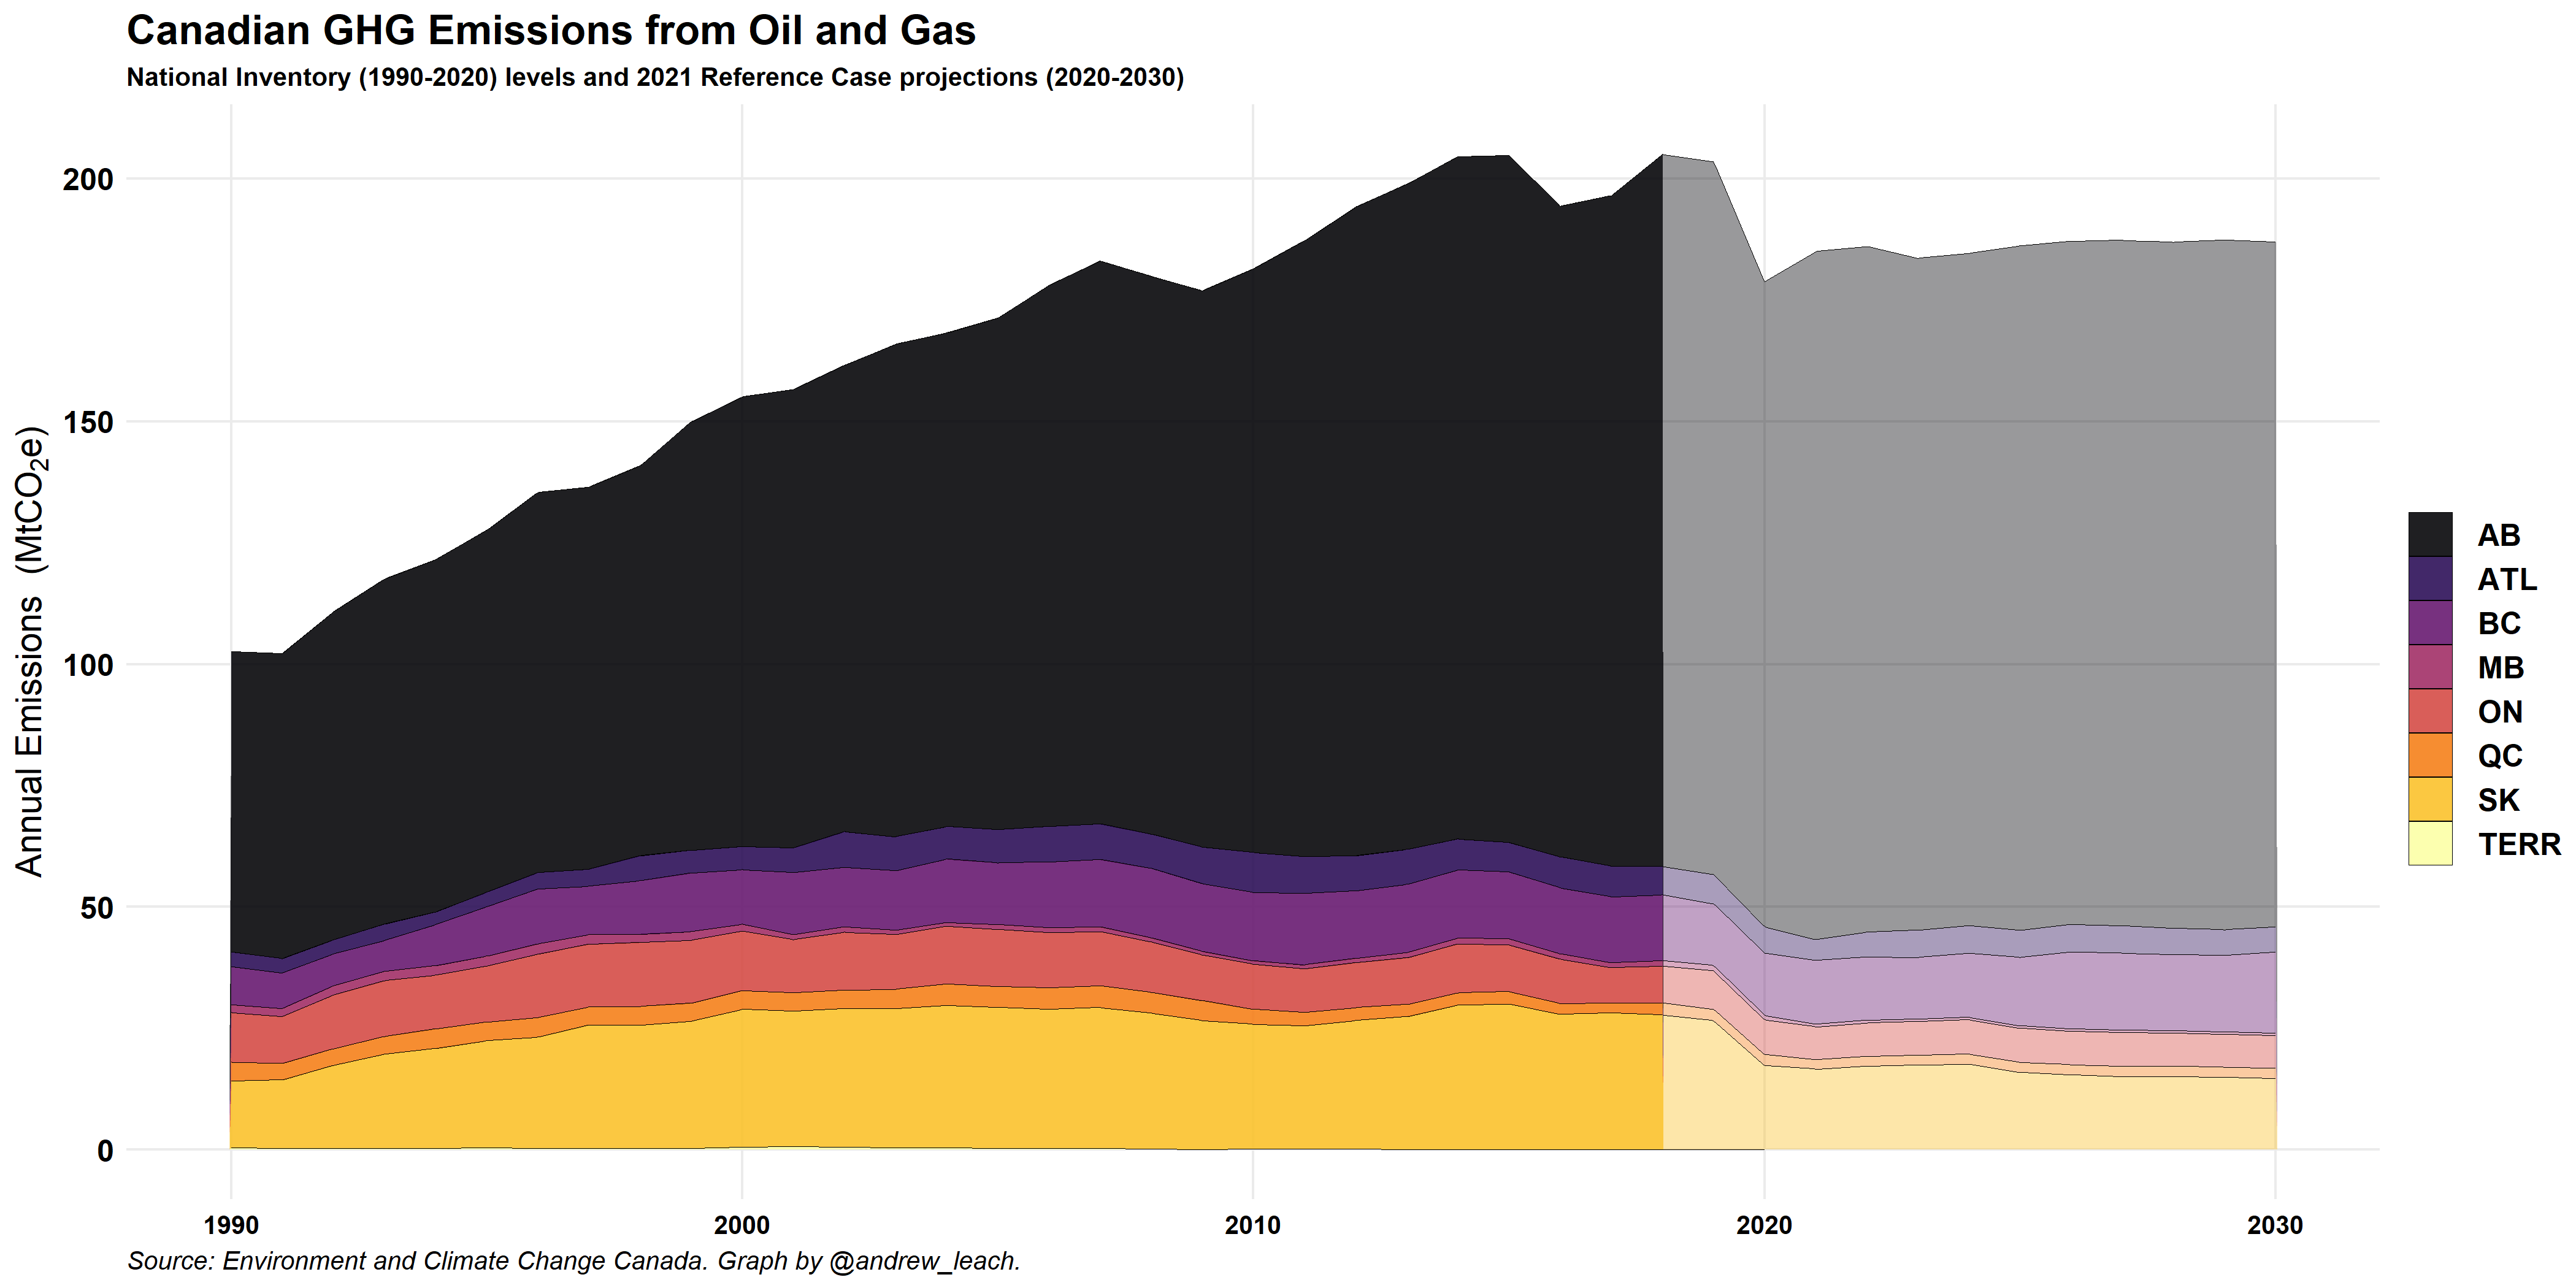 Canadian GHG Emissions from Oil and Gas
National Inventory (1990-2020) levels and 2021 Reference Case projections (2020-2030)
Annual Emissions (MtCO₂e)
200
150
100
50
0
1990
2000
2010
2020
2030
AB
ATL
BC
MB
ON
QC
SK
TERR
Source: Environment and Climate Change Canada. Graph by @andrew_leach.